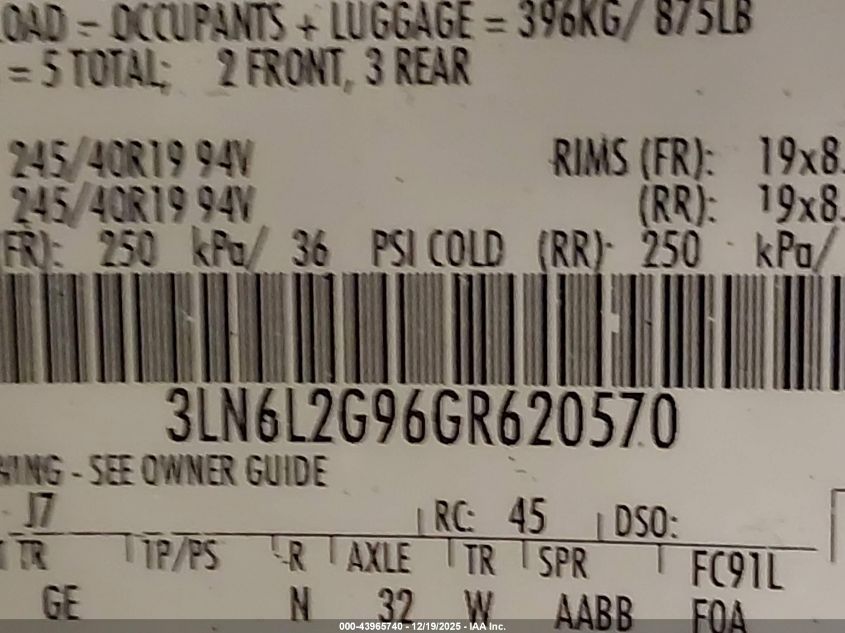 LOAD = OCCUPANTS + LUGGAGE = 396KG/ 875LB
= 5 TOTAL; 2 FRONT, 3 REAR
245/40R19 94V RIMS (FR): 19x8.
245/40R19 94V (RR): 19x8.
(FR): 250 kPa/ 36 PSI COLD (RR): 250 kPa/
3LN6L2G96GR620570
- SEE OWNER GUIDE
J7 RC: 45 DSO:
TR TP/PS R AXLE TR SPR FC91L
GE N 32 W AABB FOA
000-43965740 - 12/19/2025 - IAA Inc.